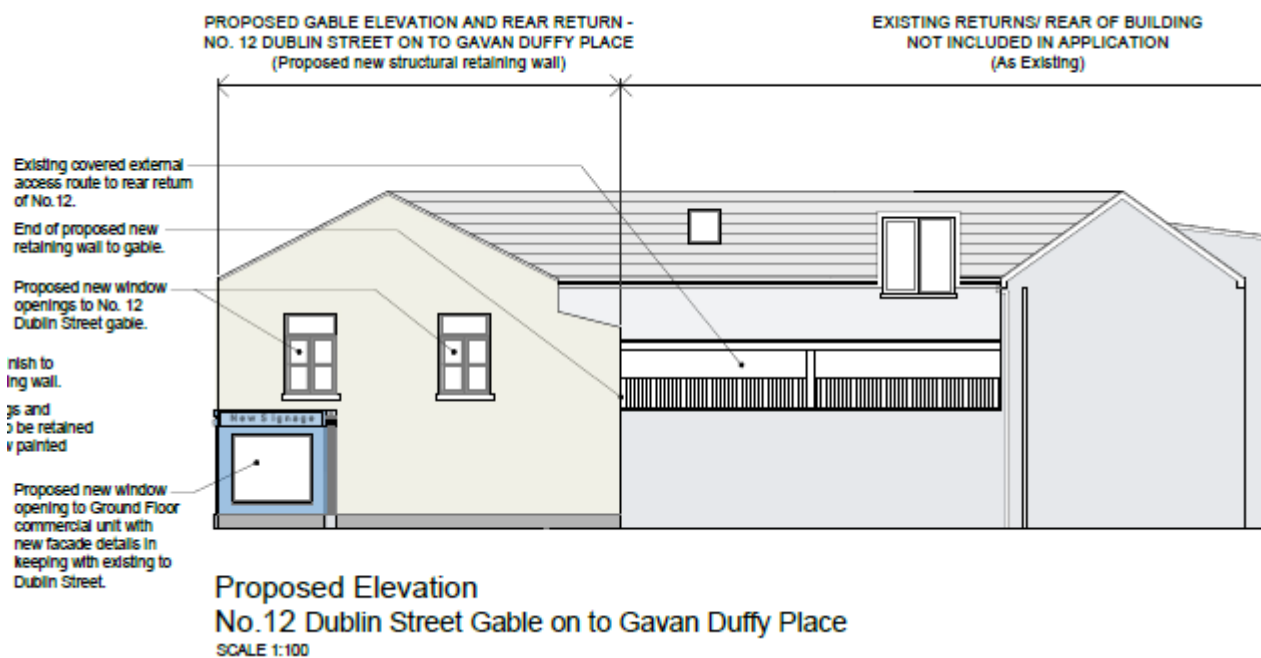 PROPOSED GABLE ELEVATION AND REAR RETURN -
NO. 12 DUBLIN STREET ON TO GAVAN DUFFY PLACE
(Proposed new structural retaining wall)
EXISTING RETURNS/ REAR OF BUILDING
NOT INCLUDED IN APPLICATION
(As Existing)
Existing covered external
access route to rear return
of No.12.
End of proposed new
retaining wall to gable.
Proposed new window
openings to No. 12
Dublin Street gable.
nish to
ing wall.
gs and
o be retained
w painted
New Signage
Proposed new window
opening to Ground Floor
commercial unit with
new facade details in
keeping with existing to
Dublin Street.
Proposed Elevation
No.12 Dublin Street Gable on to Gavan Duffy Place
SCALE 1:100